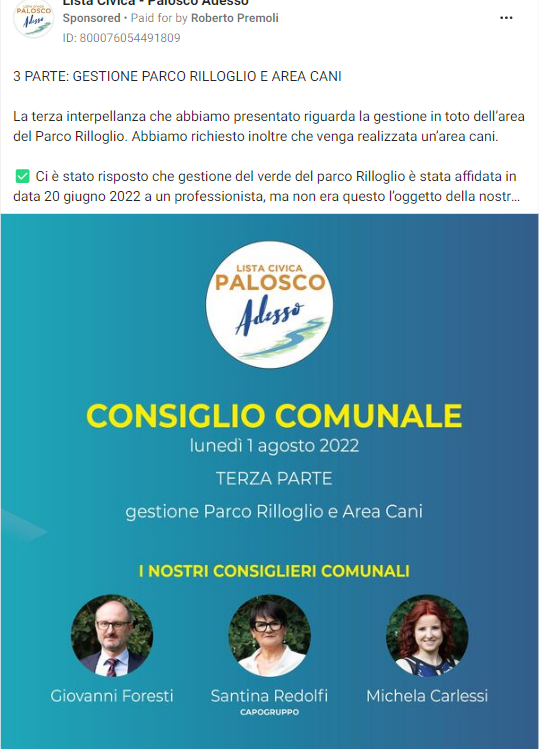 Lista Civica - Palosco Adesso
Sponsored • Paid for by Roberto Premoli
ID: 800076054491809
3 PARTE: GESTIONE PARCO RILLOGLIO E AREA CANI
La terza interpellanza che abbiamo presentato riguarda la gestione in toto dell'area
del Parco Rilloglio. Abbiamo richiesto inoltre che venga realizzata un'area cani.
✅ Ci è stato risposto che gestione del verde del parco Rilloglio è stata affidata in
data 20 giugno 2022 a un professionista, ma non era questo l'oggetto della nostr...
LISTA CIVICA
PALOSCO
Adesso
CONSIGLIO COMUNALE
lunedì 1 agosto 2022
TERZA PARTE
gestione Parco Rilloglio e Area Cani
I NOSTRI CONSIGLIERI COMUNALI
Giovanni Foresti
Santina Redolfi
CAPOGRUPPO
Michela Carlessi